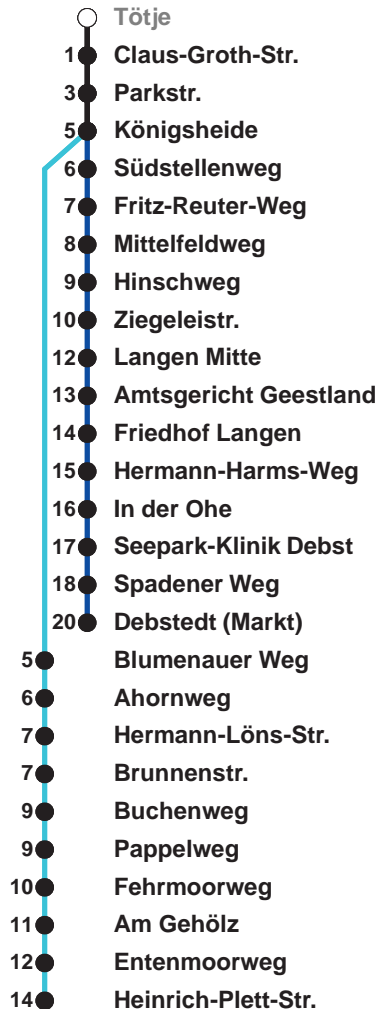 Tötje
1 Claus-Groth-Str.
3 Parkstr.
5 Königsheide
6 Südstellenweg
7 Fritz-Reuter-Weg
8 Mittelfeldweg
9 Hinschweg
10 Ziegeleistr.
12 Langen Mitte
13 Amtsgericht Geestland
14 Friedhof Langen
15 Hermann-Harms-Weg
16 In der Ohe
17 Seepark-Klinik Debst
18 Spadener Weg
20 Debstedt (Markt)
5 Blumenauer Weg
6 Ahornweg
7 Hermann-Löns-Str.
7 Brunnenstr.
9 Buchenweg
9 Pappelweg
10 Fehrmoorweg
11 Am Gehölz
12 Entenmoorweg
14 Heinrich-Plett-Str.